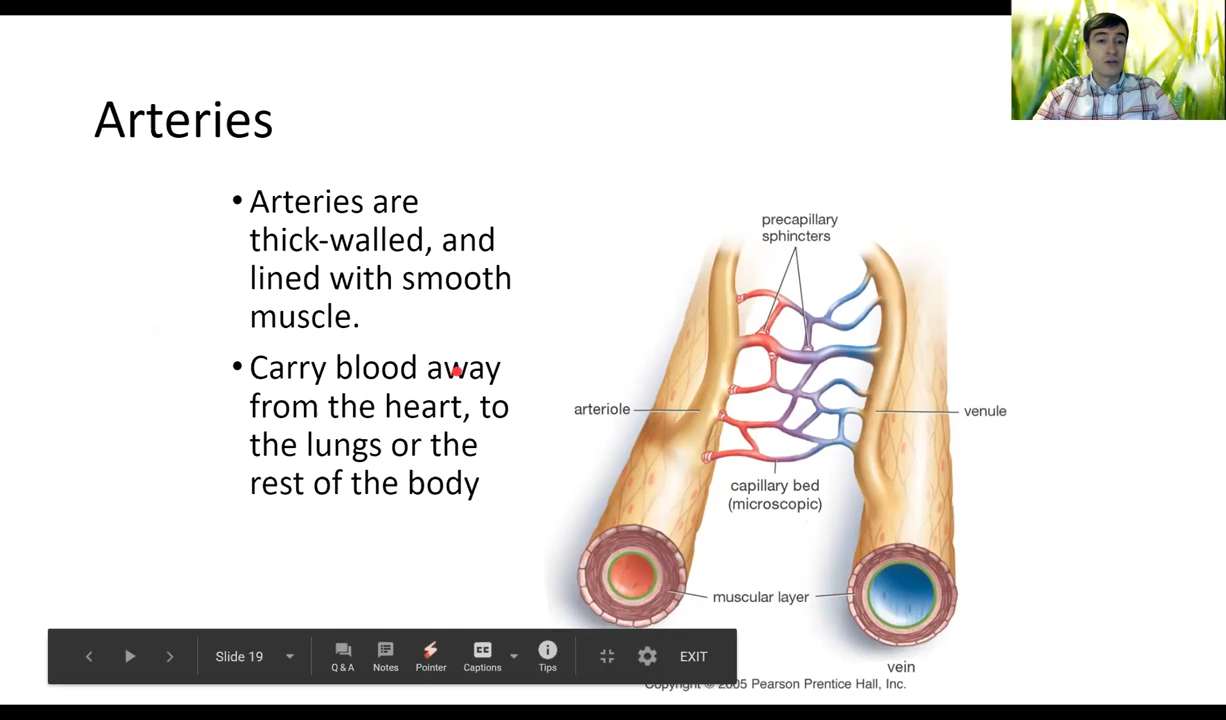 Arteries
• Arteries are
thick-walled, and
lined with smooth
muscle.
• Carry blood away
from the heart, to
the lungs or the
rest of the body
precapillary
sphincters
arteriole
venule
capillary bed
(microscopic)
muscular layer
vein
Copyright © 2005 Pearson Prentice Hall, Inc.
Slide 19
Q & A
Notes
Pointer
CC
Captions
Tips
EXIT